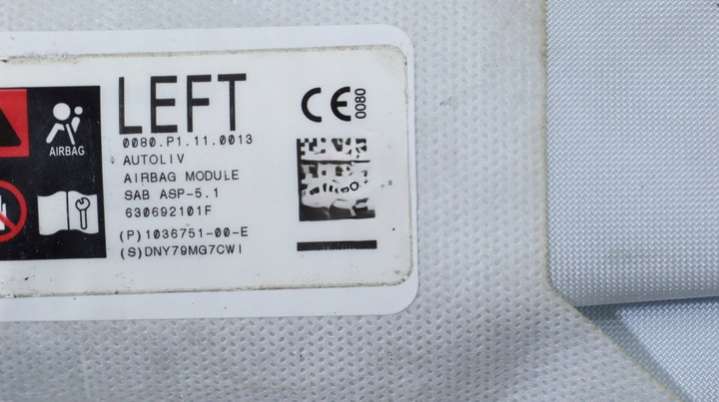 LEFT
CE 0080
AIRBAG
0080.P1.11.0013
AUTOLIV
AIRBAG MODULE
SAB ASP-5.1
630692101F
(P)1036751-00-E
(S)DNY79MG7CWI